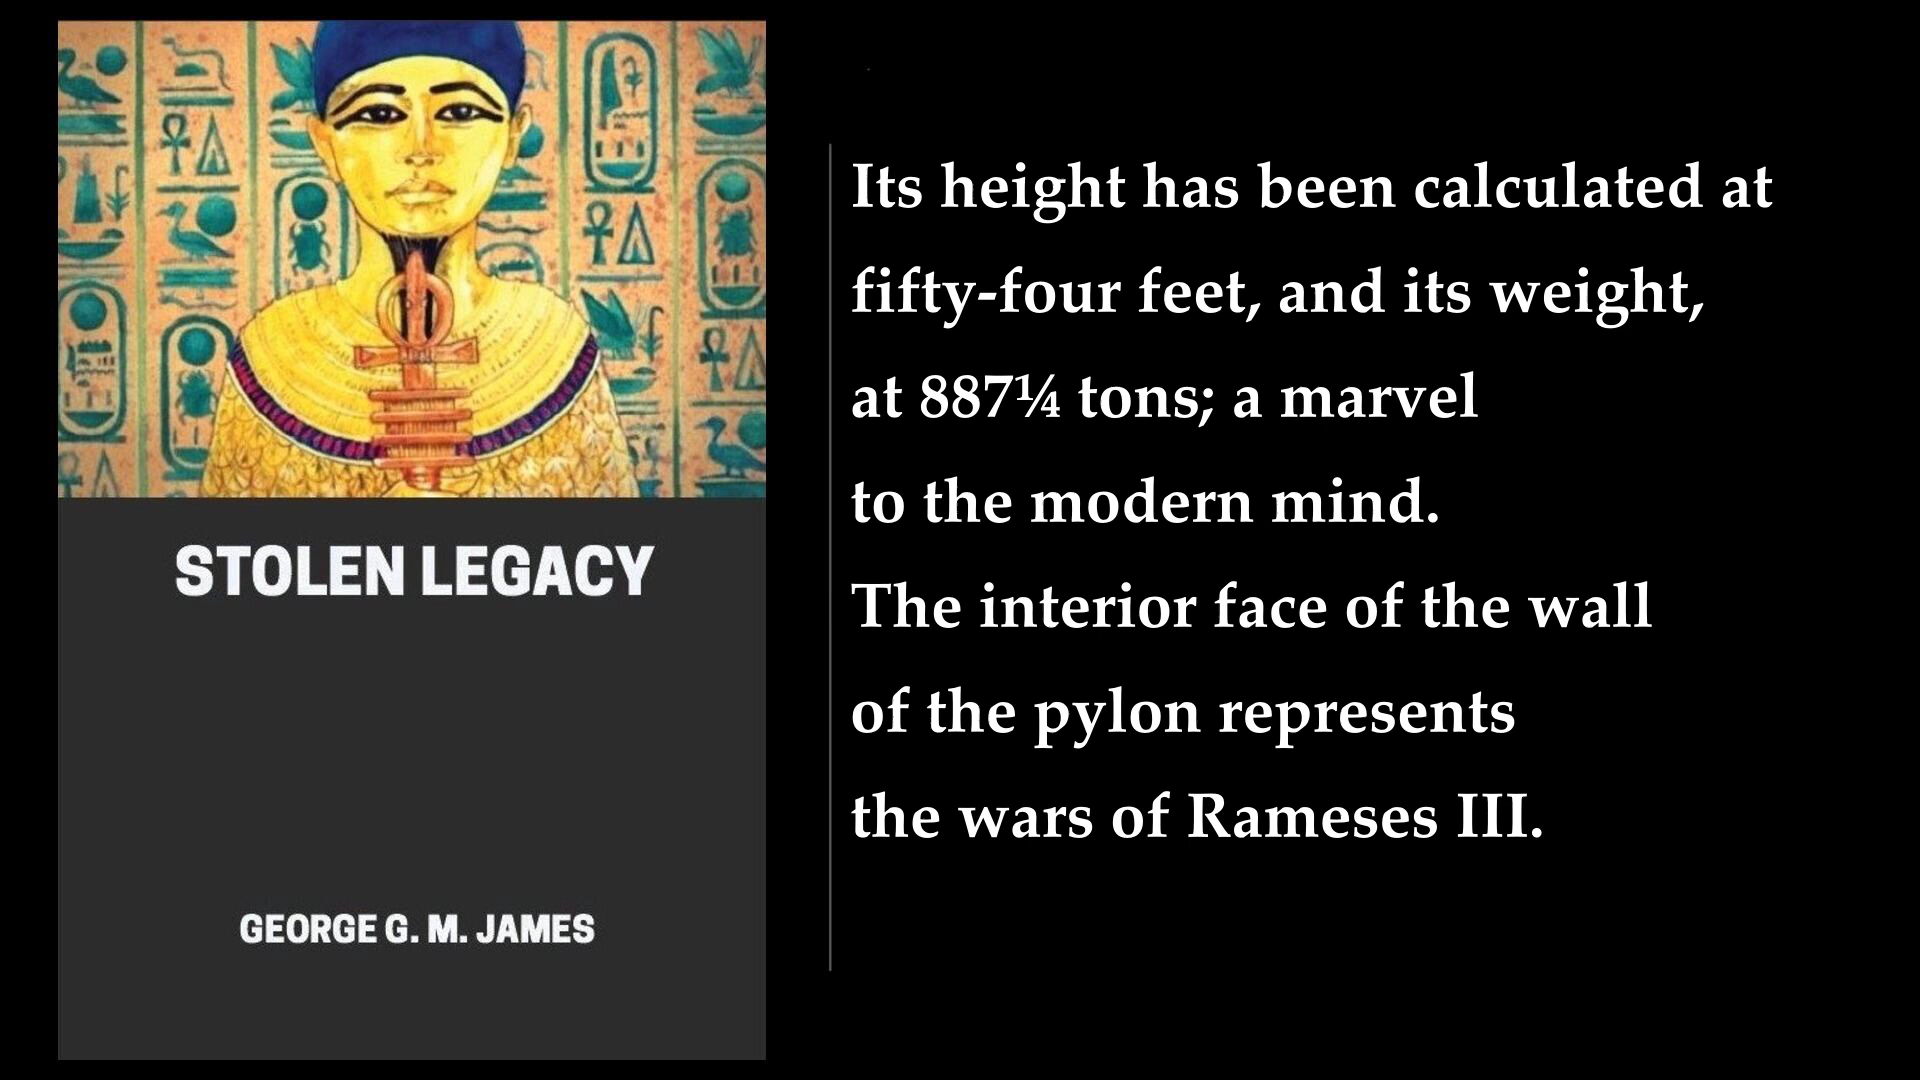 STOLEN LEGACY
GEORGE G. M. JAMES
Its height has been calculated at
fifty-four feet, and its weight,
at 887¼ tons; a marvel
to the modern mind.
The interior face of the wall
of the pylon represents
the wars of Rameses III.